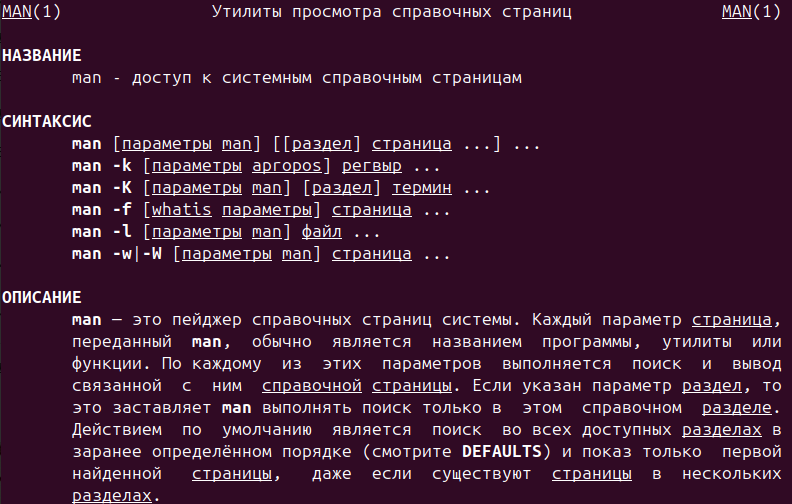 MAN(1) Утилиты просмотра справочных страниц MAN(1)
НАЗВАНИЕ
man - доступ к системным справочным страницам
СИНТАКСИС
man [параметры man] [[раздел] страница ...] ...
man -k [параметры apropos] регвыр ...
man -K [параметры man] [раздел] термин ...
man -f [whatis параметры] страница ...
man -l [параметры man] файл ...
man -w|-W [параметры man] страница ...
ОПИСАНИЕ
man — это пейджер справочных страниц системы. Каждый параметр страница,
переданный man, обычно является названием программы, утилиты или
функции. По каждому из этих параметров выполняется поиск и вывод
связанной с ним справочной страницы. Если указан параметр раздел, то
это заставляет man выполнять поиск только в этом справочном разделе.
Действием по умолчанию является поиск во всех доступных разделах в
заранее определённом порядке (смотрите DEFAULTS) и показ только первой
найденной страницы, даже если существуют страницы в нескольких
разделах.